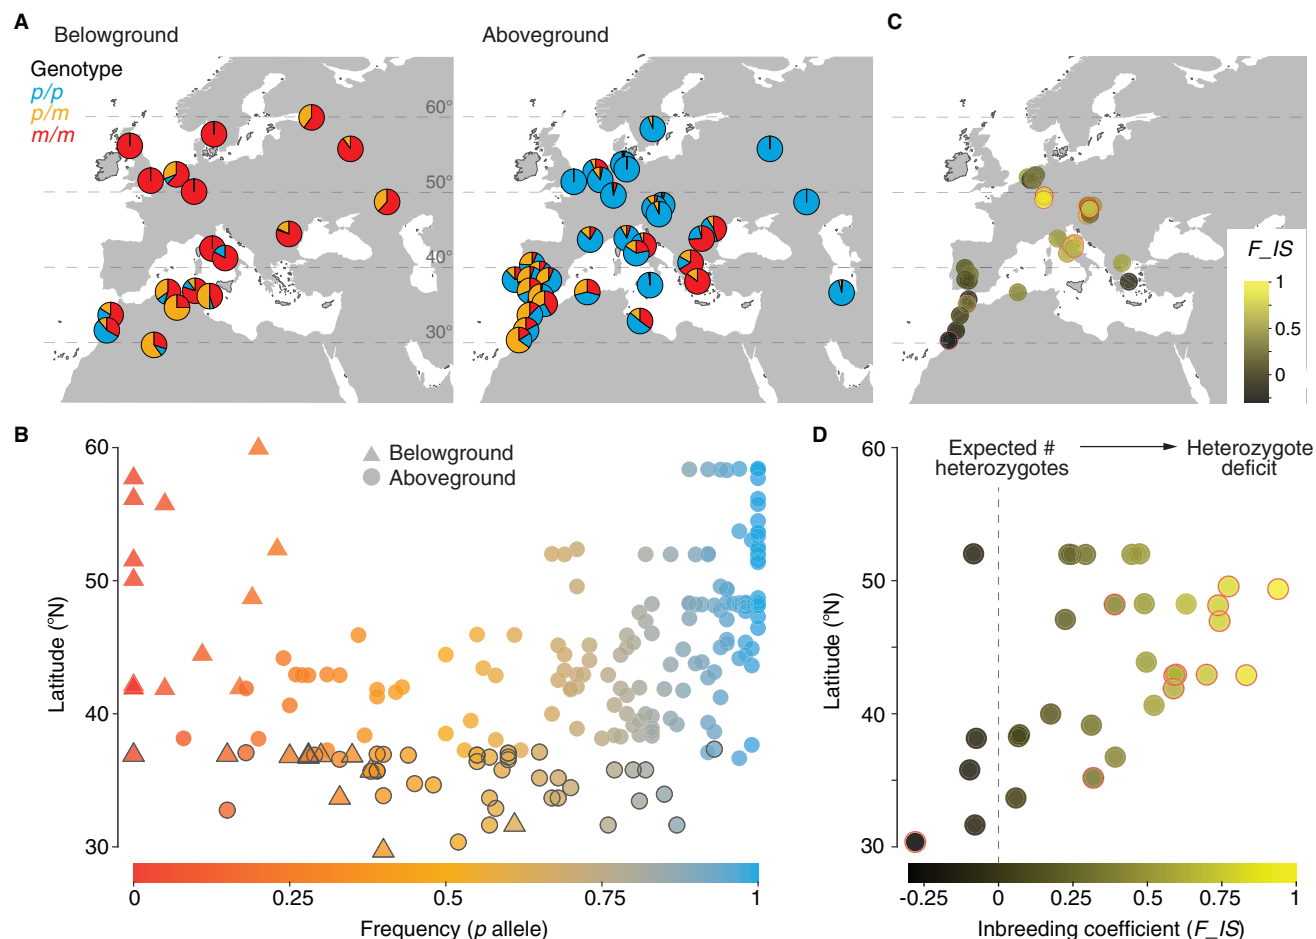 A
Belowground
Aboveground
C
Genotype
p/p
p/m
m/m
60°
50°
40°
30°
F_IS
1
0.5
0
B
Belowground
Aboveground
60
50
40
30
Latitude (°N)
0
0.25
0.5
0.75
1
Frequency (p allele)
D
Expected #
heterozygotes
Heterozygote
deficit
60
50
40
30
Latitude (°N)
-0.25
0
0.25
0.5
0.75
1
Inbreeding coefficient (F_IS)